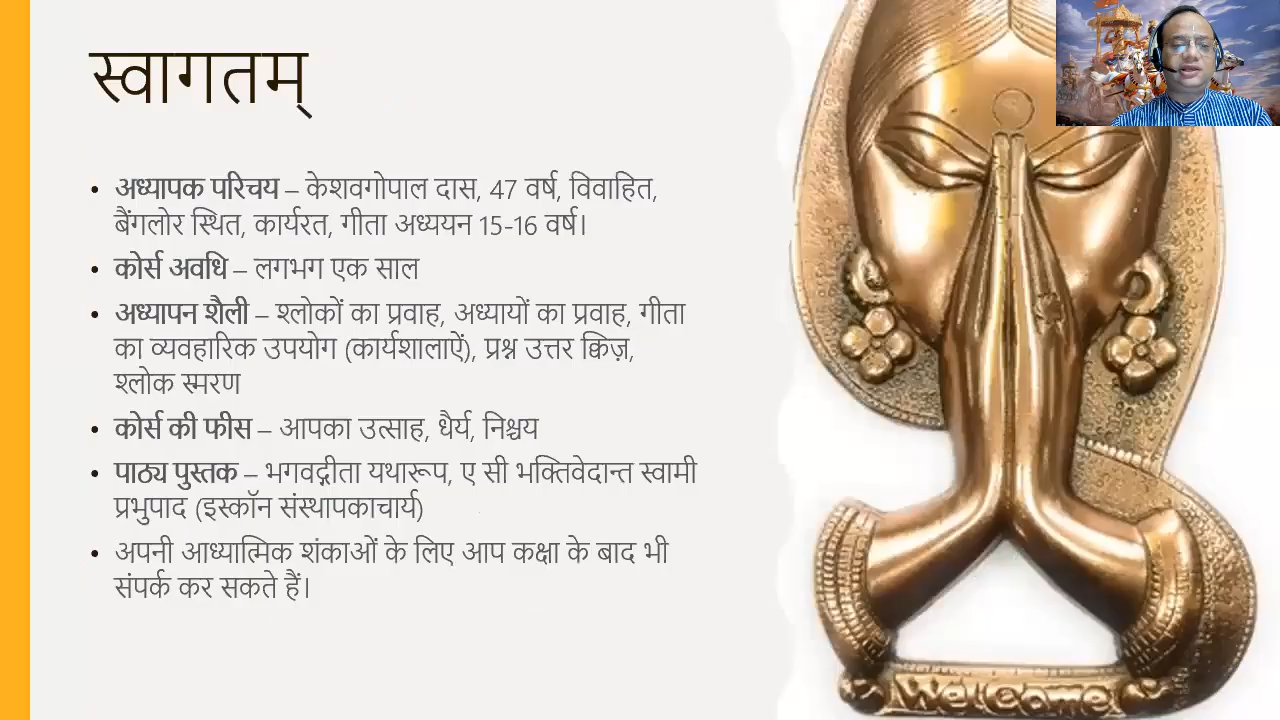 स्वागतम्
• अध्यापक परिचय – केशवगोपाल दास, 47 वर्ष, विवाहित,
बैंगलोर स्थित, कार्यरत, गीता अध्ययन 15-16 वर्ष।
• कोर्स अवधि – लगभग एक साल
• अध्यापन शैली – श्लोकों का प्रवाह, अध्यायों का प्रवाह, गीता
का व्यवहारिक उपयोग (कार्यशालाऐं), प्रश्न उत्तर क्विज़,
श्लोक स्मरण
• कोर्स की फीस – आपका उत्साह, धैर्य, निश्चय
• पाठ्य पुस्तक – भगवद्गीता यथारूप, ए सी भक्तिवेदान्त स्वामी
प्रभुपाद (इस्कॉन संस्थापकाचार्य)
• अपनी आध्यात्मिक शंकाओं के लिए आप कक्षा के बाद भी
संपर्क कर सकते हैं।
Welcome